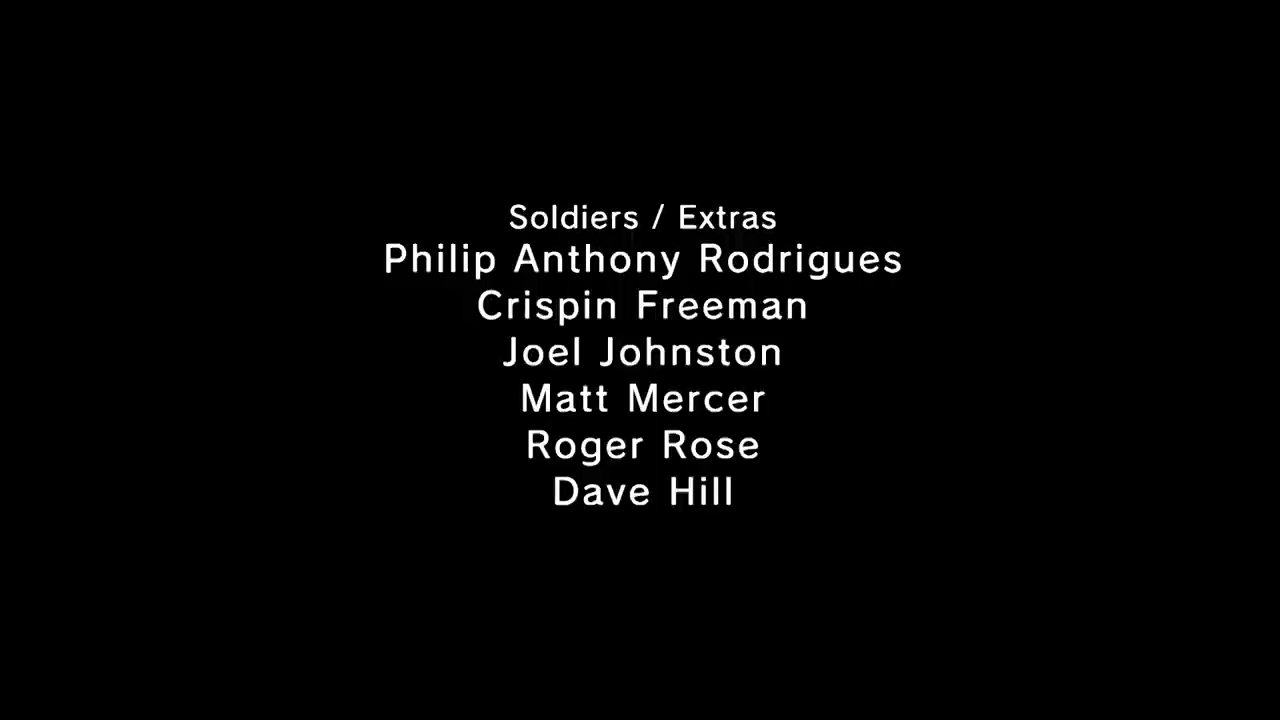 Soldiers / Extras
Philip Anthony Rodrigues
Crispin Freeman
Joel Johnston
Matt Mercer
Roger Rose
Dave Hill